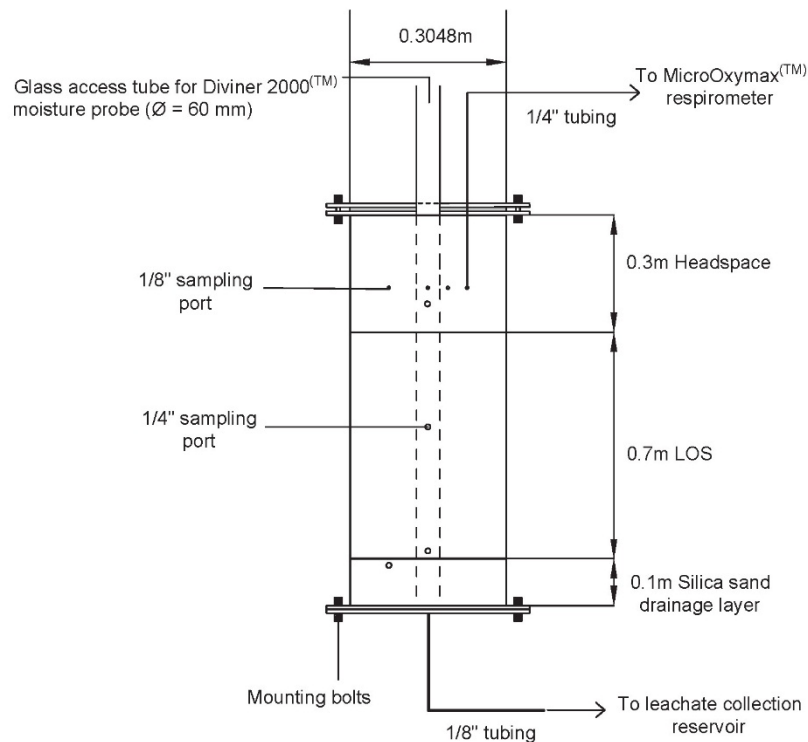 0.3048m
Glass access tube for Diviner 2000(TM)
moisture probe (Ø = 60 mm)
To MicroOxymax(TM)
respirometer
1/4" tubing
0.3m Headspace
1/8" sampling
port
1/4" sampling
port
0.7m LOS
0.1m Silica sand
drainage layer
Mounting bolts
To leachate collection
reservoir
1/8" tubing